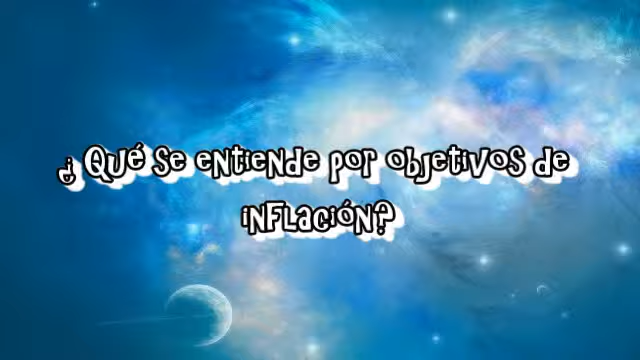 ¿ Qué se entiende por objetivos de
inflación?